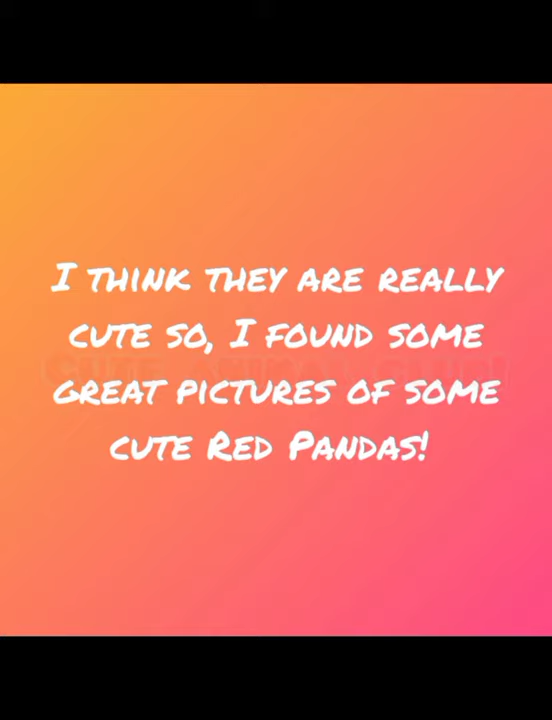 I THINK THEY ARE REALLY
CUTE SO, I FOUND SOME
GREAT PICTURES OF SOME
CUTE RED PANDAS!